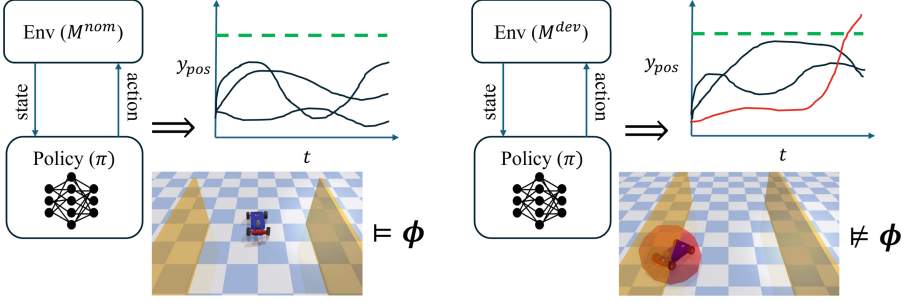 Env (M^nom)
state
action
Policy (π)
⇒
y_pos
t
⊨ ϕ
Env (M^dev)
state
action
Policy (π)
⇒
y_pos
t
⊭ ϕ